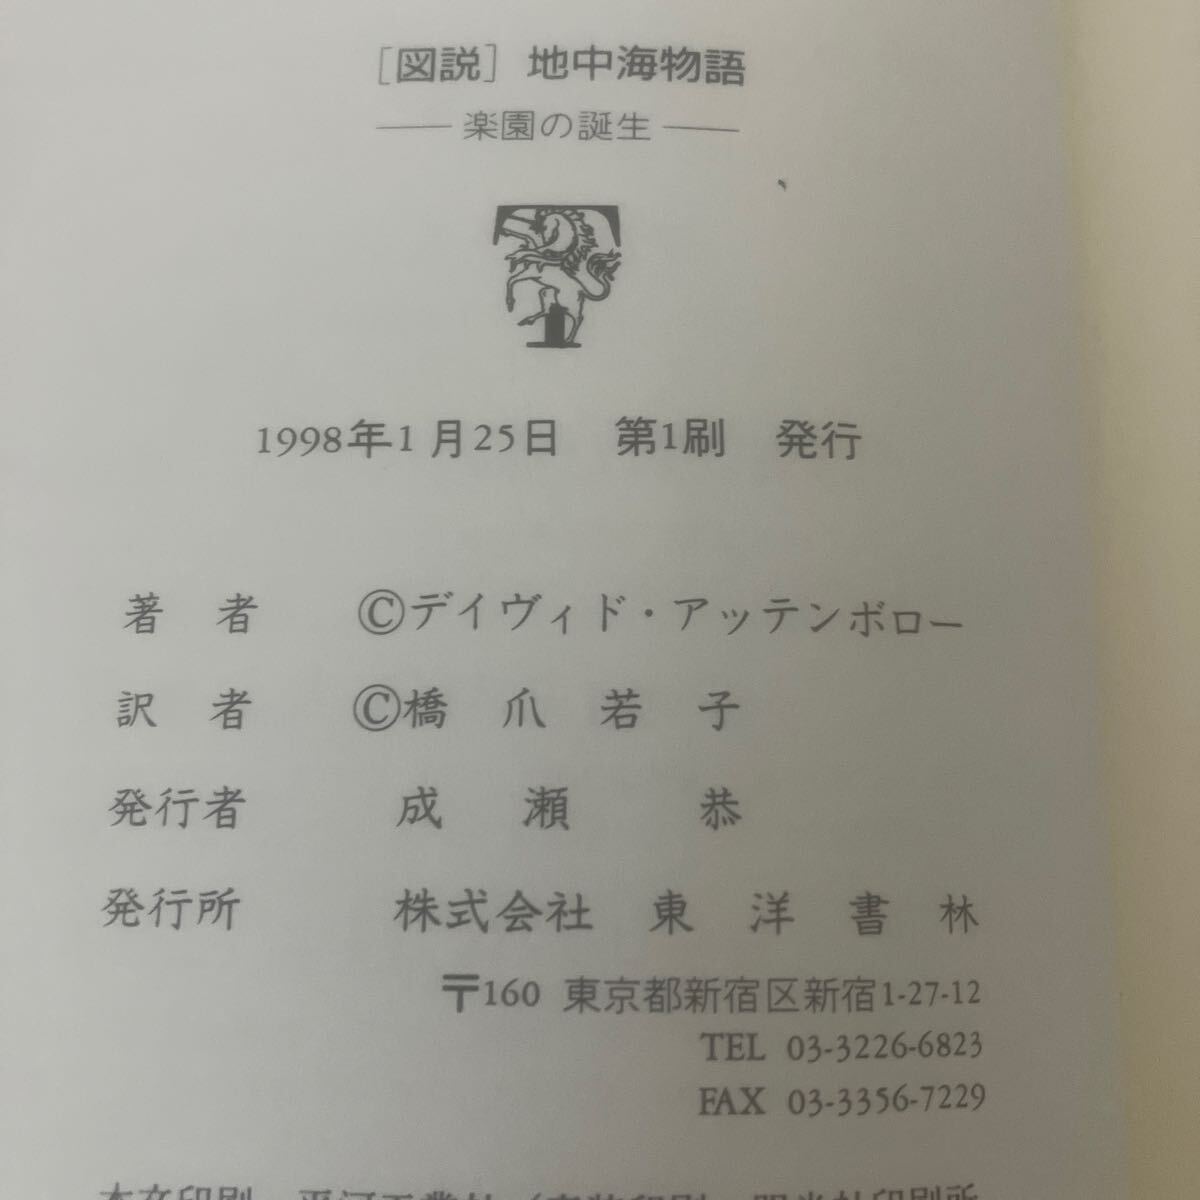 ［図説］地中海物語
―― 楽園の誕生 ――
1998年1月25日　第1刷　発行
著　者　©デイヴィド・アッテンボロー
訳　者　©橋　爪　若　子
発行者　成　瀬　　恭
発行所　株式会社　東　洋　書　林
〒160　東京都新宿区新宿1-27-12
TEL 03-3226-6823
FAX 03-3356-7229